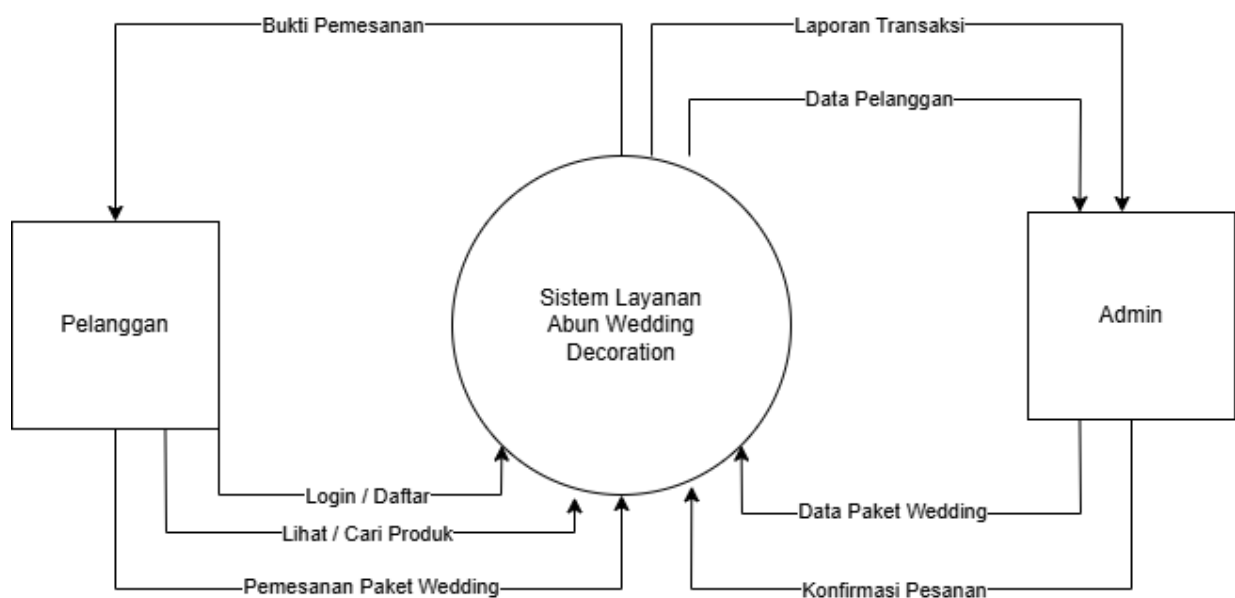 Bukti Pemesanan
Laporan Transaksi
Data Pelanggan
Pelanggan
Sistem Layanan
Abun Wedding
Decoration
Admin
Login / Daftar
Lihat / Cari Produk
Pemesanan Paket Wedding
Data Paket Wedding
Konfirmasi Pesanan